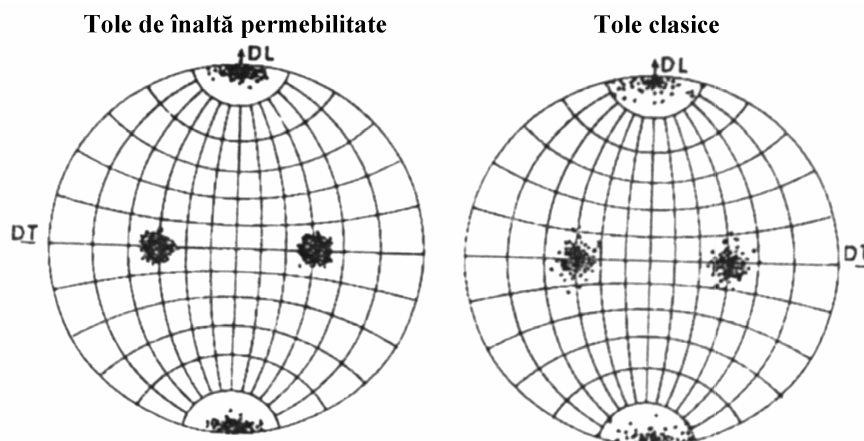 Tole de înaltă permebilitate
Tole clasice
DL
DL
DT
DT